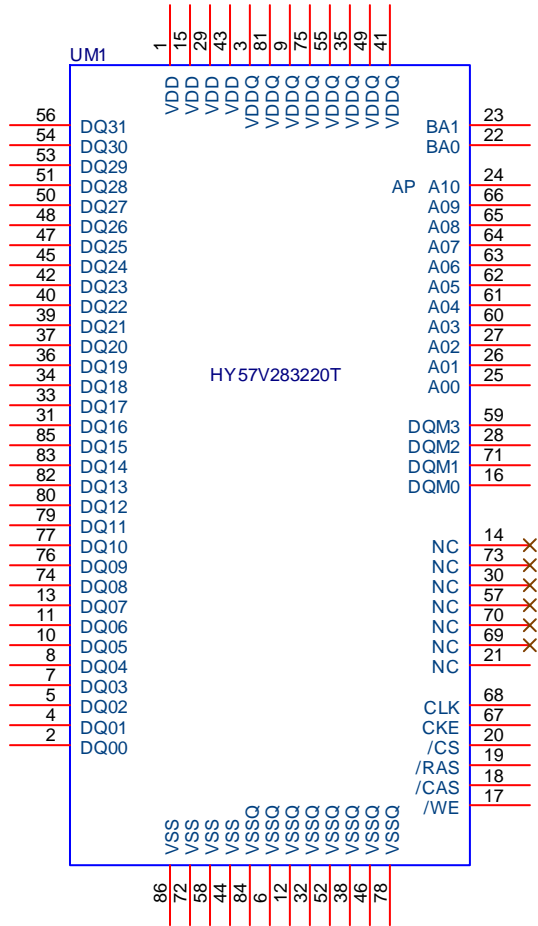 1 15 29 43 3 81 9 75 55 35 49 41
UM1
VDD VDD VDD VDD VDDQ VDDQ VDDQ VDDQ VDDQ VDDQ VDDQ VDDQ
56 DQ31 BA1 23
54 DQ30 BA0 22
53 DQ29
51 DQ28 AP A10 24
50 DQ27 A09 66
48 DQ26 A08 65
47 DQ25 A07 64
45 DQ24 A06 63
42 DQ23 A05 62
40 DQ22 A04 61
39 DQ21 A03 60
37 DQ20 A02 27
36 DQ19 A01 26
34 DQ18 A00 25
HY57V283220T
33 DQ17
31 DQ16 DQM3 59
85 DQ15 DQM2 28
83 DQ14 DQM1 71
82 DQ13 DQM0 16
80 DQ12
79 DQ11
77 DQ10 NC 14
76 DQ09 NC 73
74 DQ08 NC 30
13 DQ07 NC 57
11 DQ06 NC 70
10 DQ05 NC 69
8 DQ04 NC 21
7 DQ03
5 DQ02 CLK 68
4 DQ01 CKE 67
2 DQ00 /CS 20
/RAS 19
/CAS 18
/WE 17
VSS VSS VSS VSS VSSQ VSSQ VSSQ VSSQ VSSQ VSSQ VSSQ VSSQ
86 72 58 44 84 6 12 32 52 38 46 78